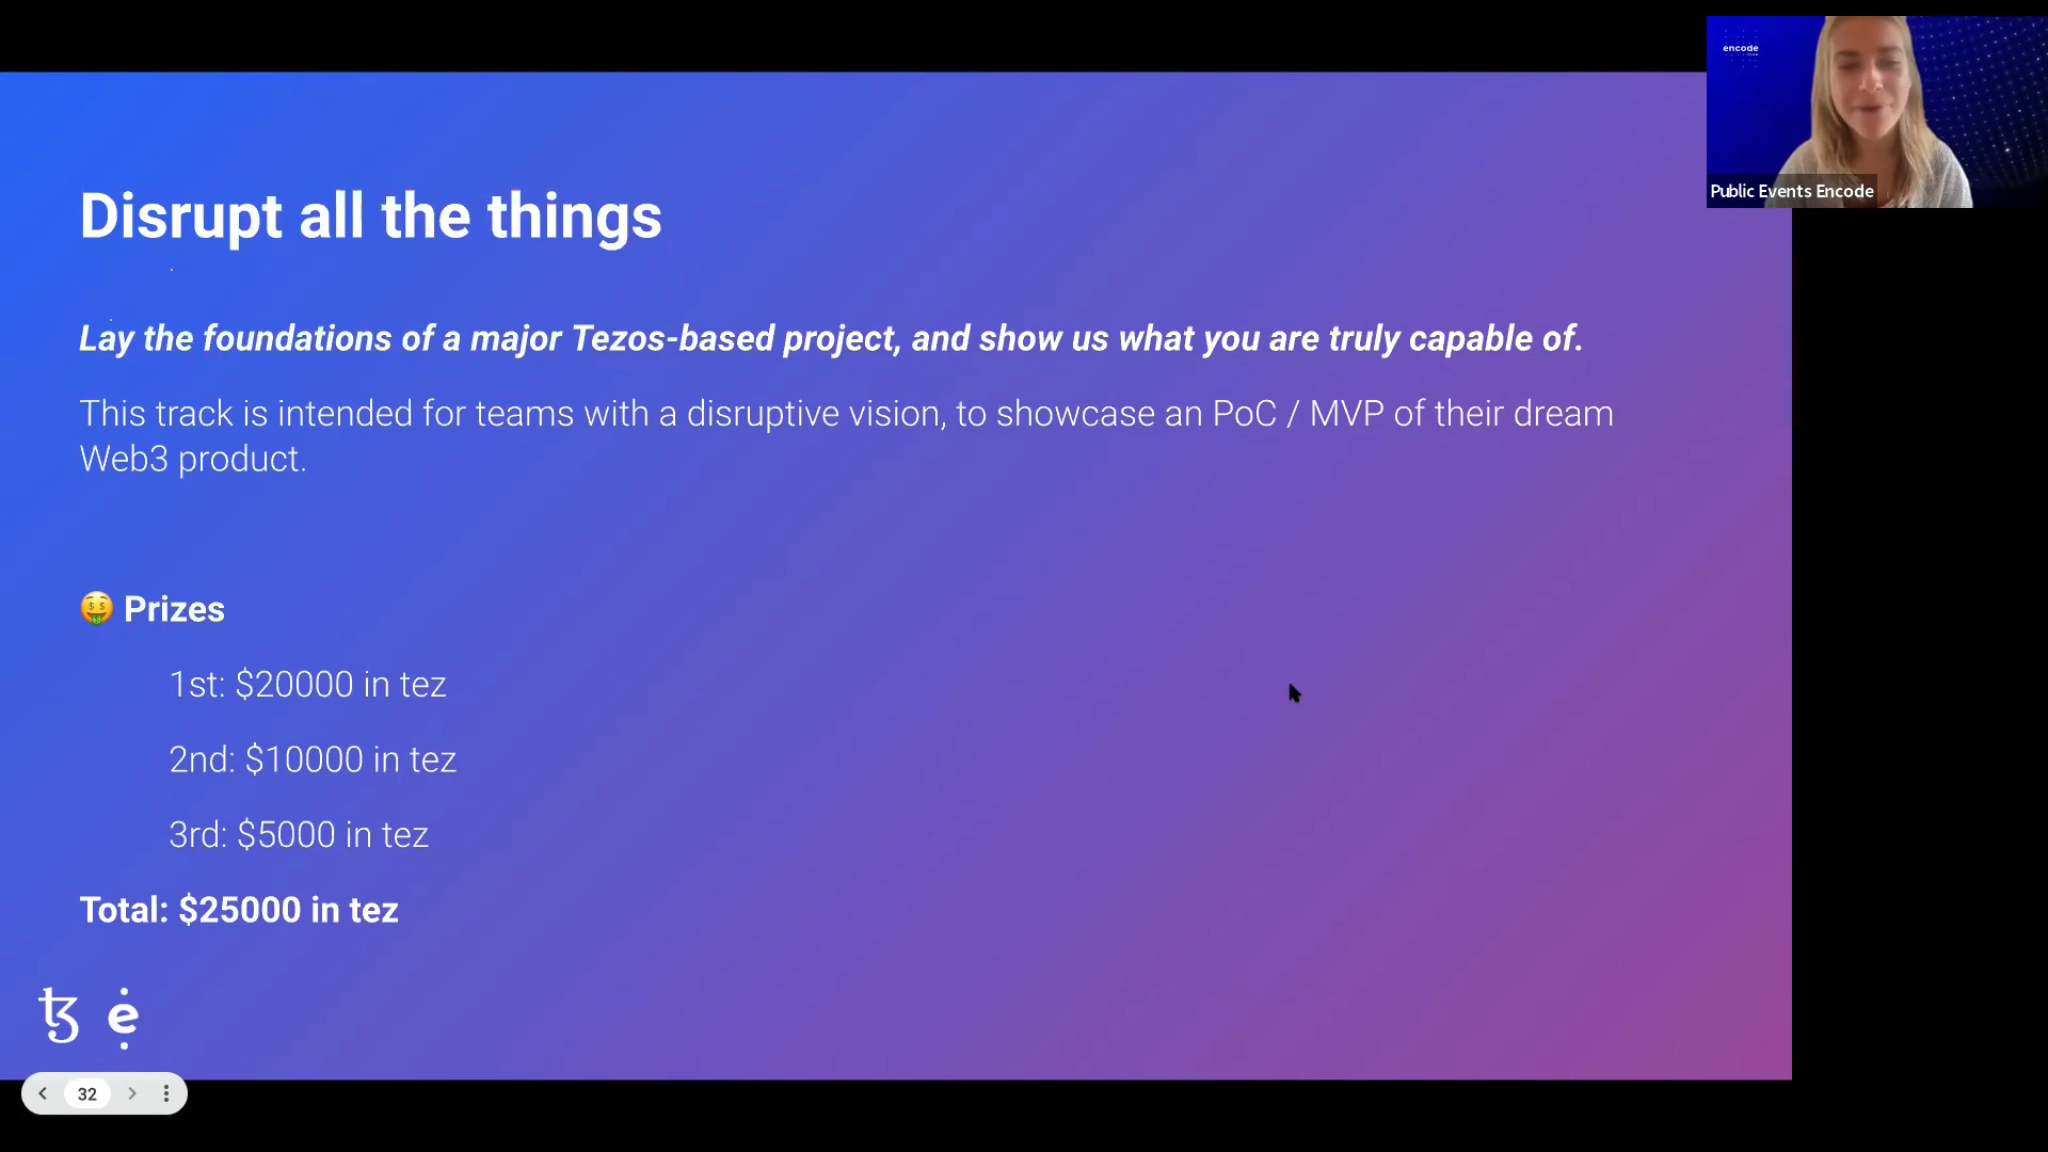 encode
Public Events Encode
Disrupt all the things
Lay the foundations of a major Tezos-based project, and show us what you are truly capable of.
This track is intended for teams with a disruptive vision, to showcase an PoC / MVP of their dream
Web3 product.
🤑 Prizes
1st: $20000 in tez
2nd: $10000 in tez
3rd: $5000 in tez
Total: $25000 in tez
ꜩ e
32